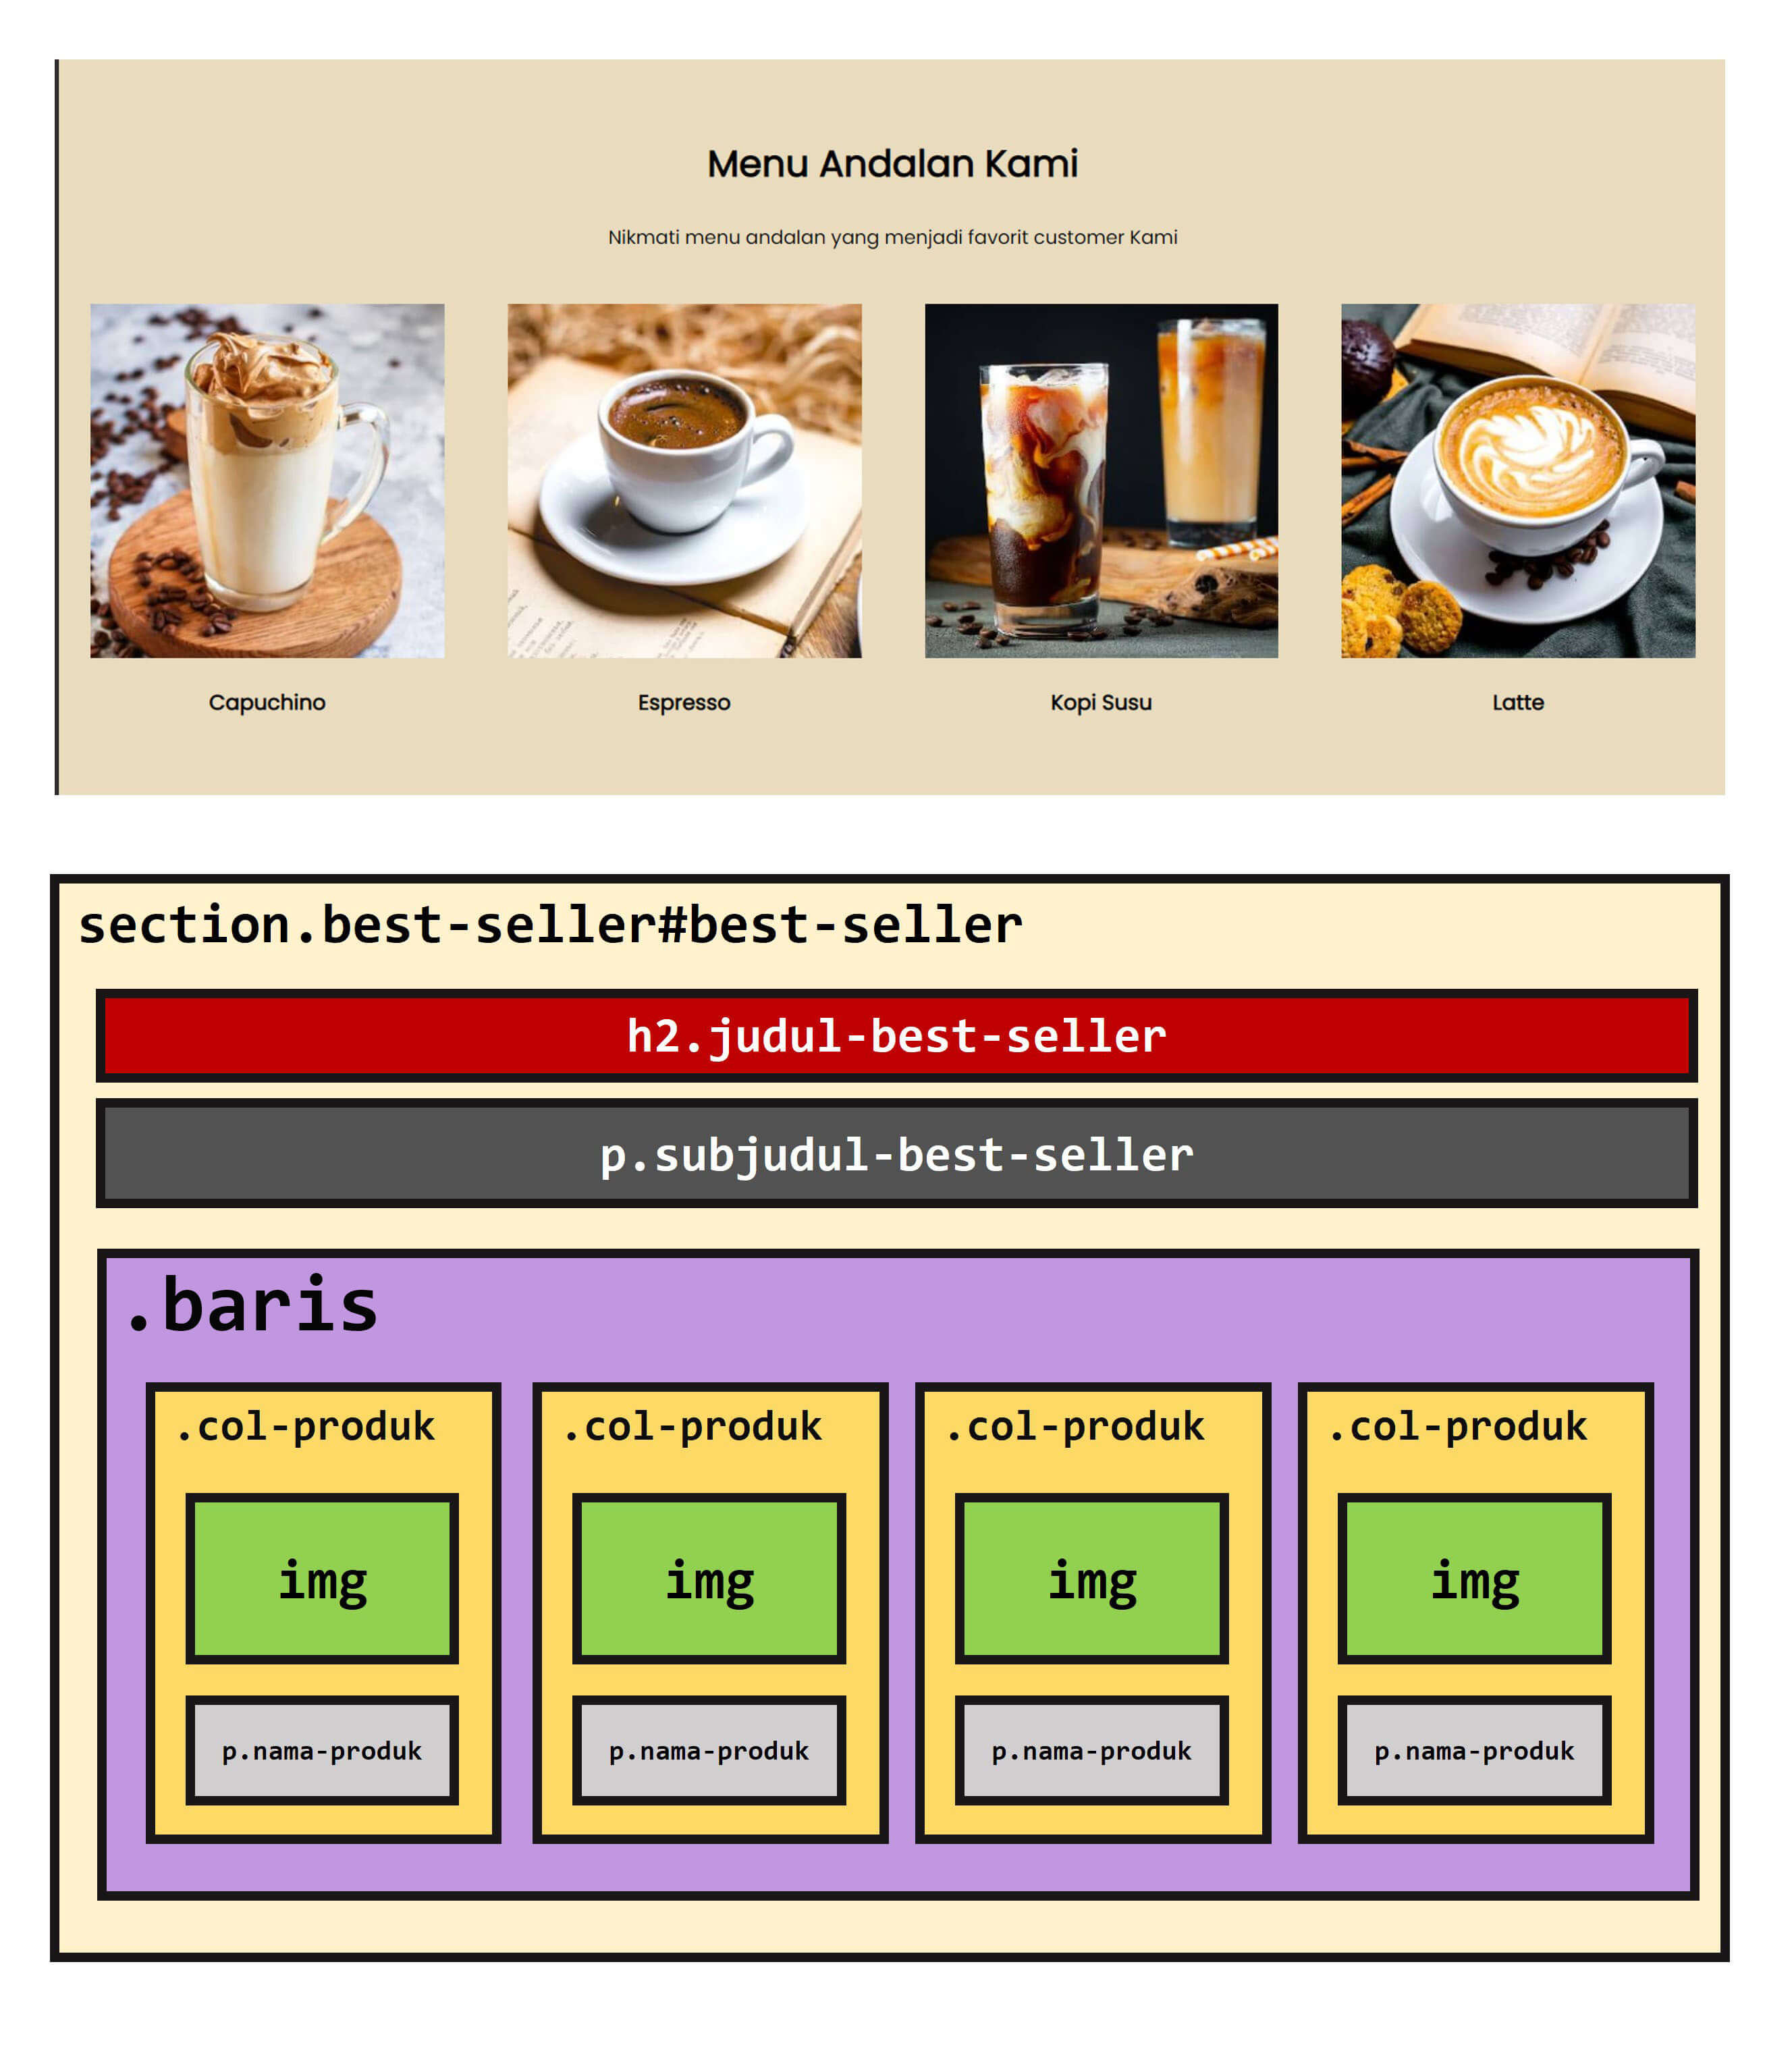 Menu Andalan Kami
Nikmati menu andalan yang menjadi favorit customer Kami
Capuchino
Espresso
Kopi Susu
Latte
section.best-seller#best-seller
h2.judul-best-seller
p.subjudul-best-seller
.baris
.col-produk
.col-produk
.col-produk
.col-produk
img
img
img
img
p.nama-produk
p.nama-produk
p.nama-produk
p.nama-produk